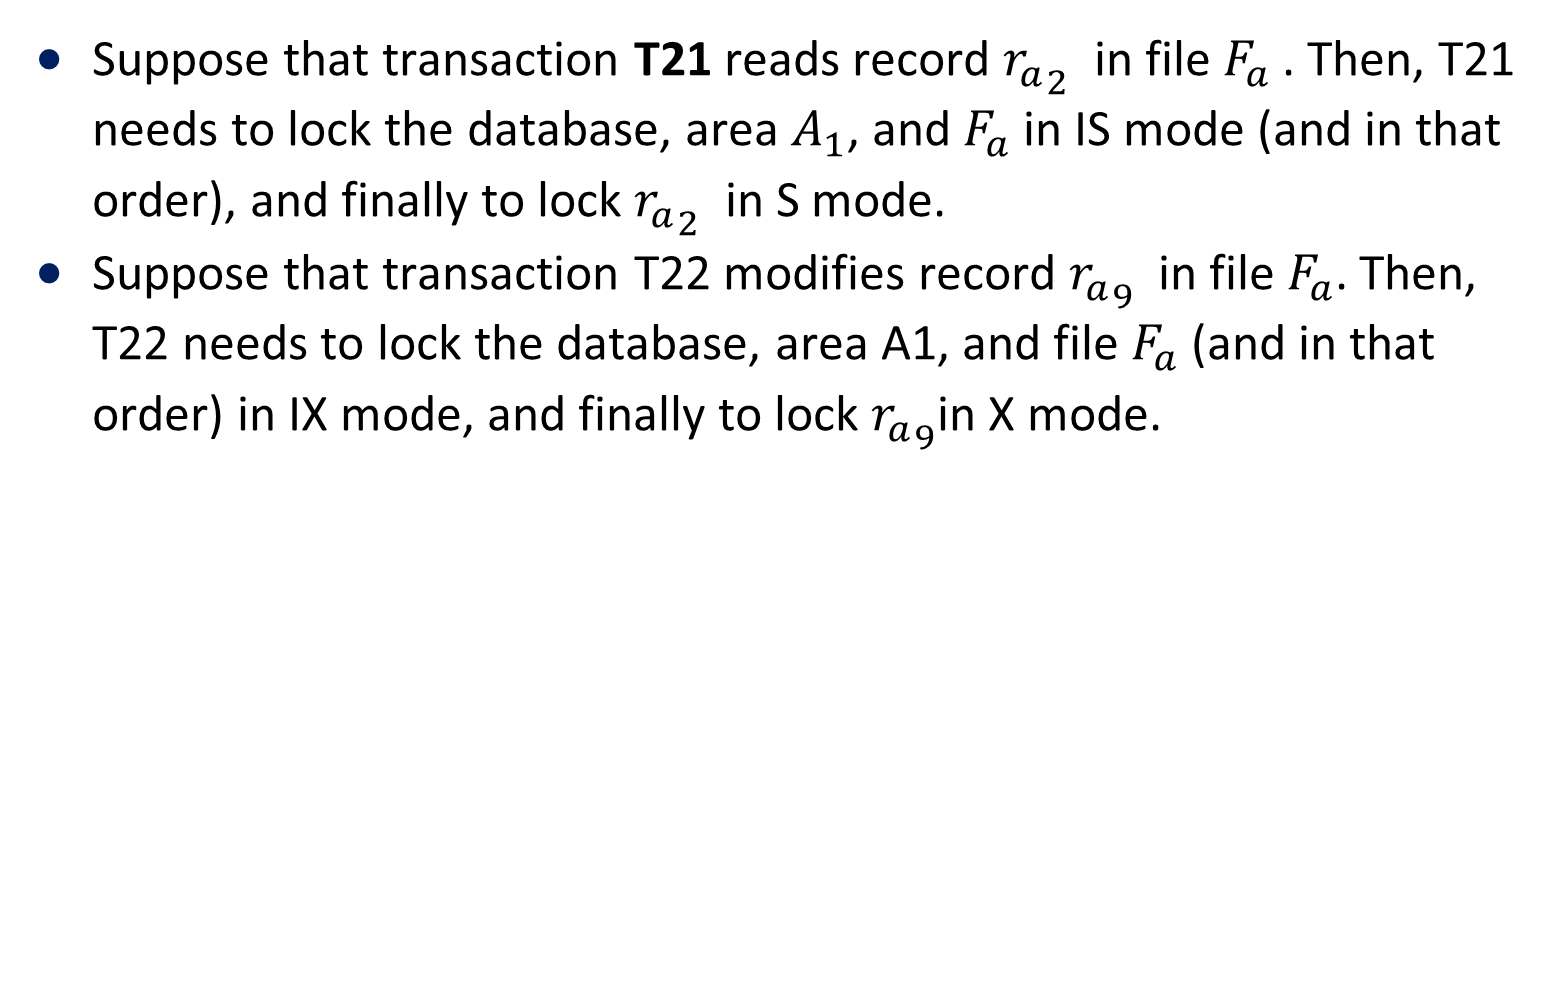 • Suppose that transaction T21 reads record r_{a_2} in file F_a . Then, T21
needs to lock the database, area A_1, and F_a in IS mode (and in that
order), and finally to lock r_{a_2} in S mode.
• Suppose that transaction T22 modifies record r_{a_9} in file F_a. Then,
T22 needs to lock the database, area A1, and file F_a (and in that
order) in IX mode, and finally to lock r_{a_9}in X mode.